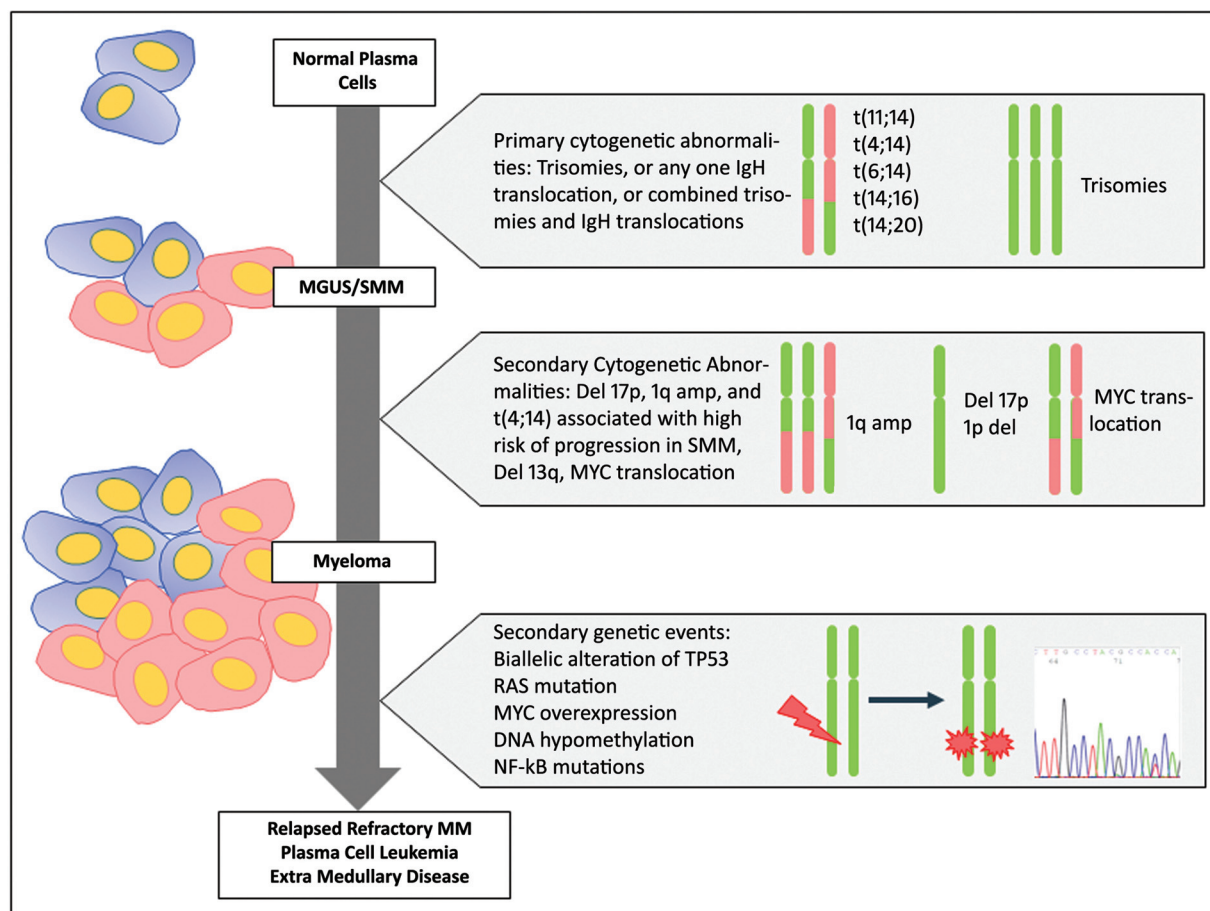 Normal Plasma
Cells
Primary cytogenetic abnormali-
ties: Trisomies, or any one IgH
translocation, or combined triso-
mies and IgH translocations
t(11;14)
t(4;14)
t(6;14)
t(14;16)
t(14;20)
Trisomies
MGUS/SMM
Secondary Cytogenetic Abnor-
malities: Del 17p, 1q amp, and
t(4;14) associated with high
risk of progression in SMM,
Del 13q, MYC translocation
1q amp
Del 17p
1p del
MYC trans-
location
Myeloma
Secondary genetic events:
Biallelic alteration of TP53
RAS mutation
MYC overexpression
DNA hypomethylation
NF-kB mutations
T T G C C T A C G C C A C C A
64 71
Relapsed Refractory MM
Plasma Cell Leukemia
Extra Medullary Disease